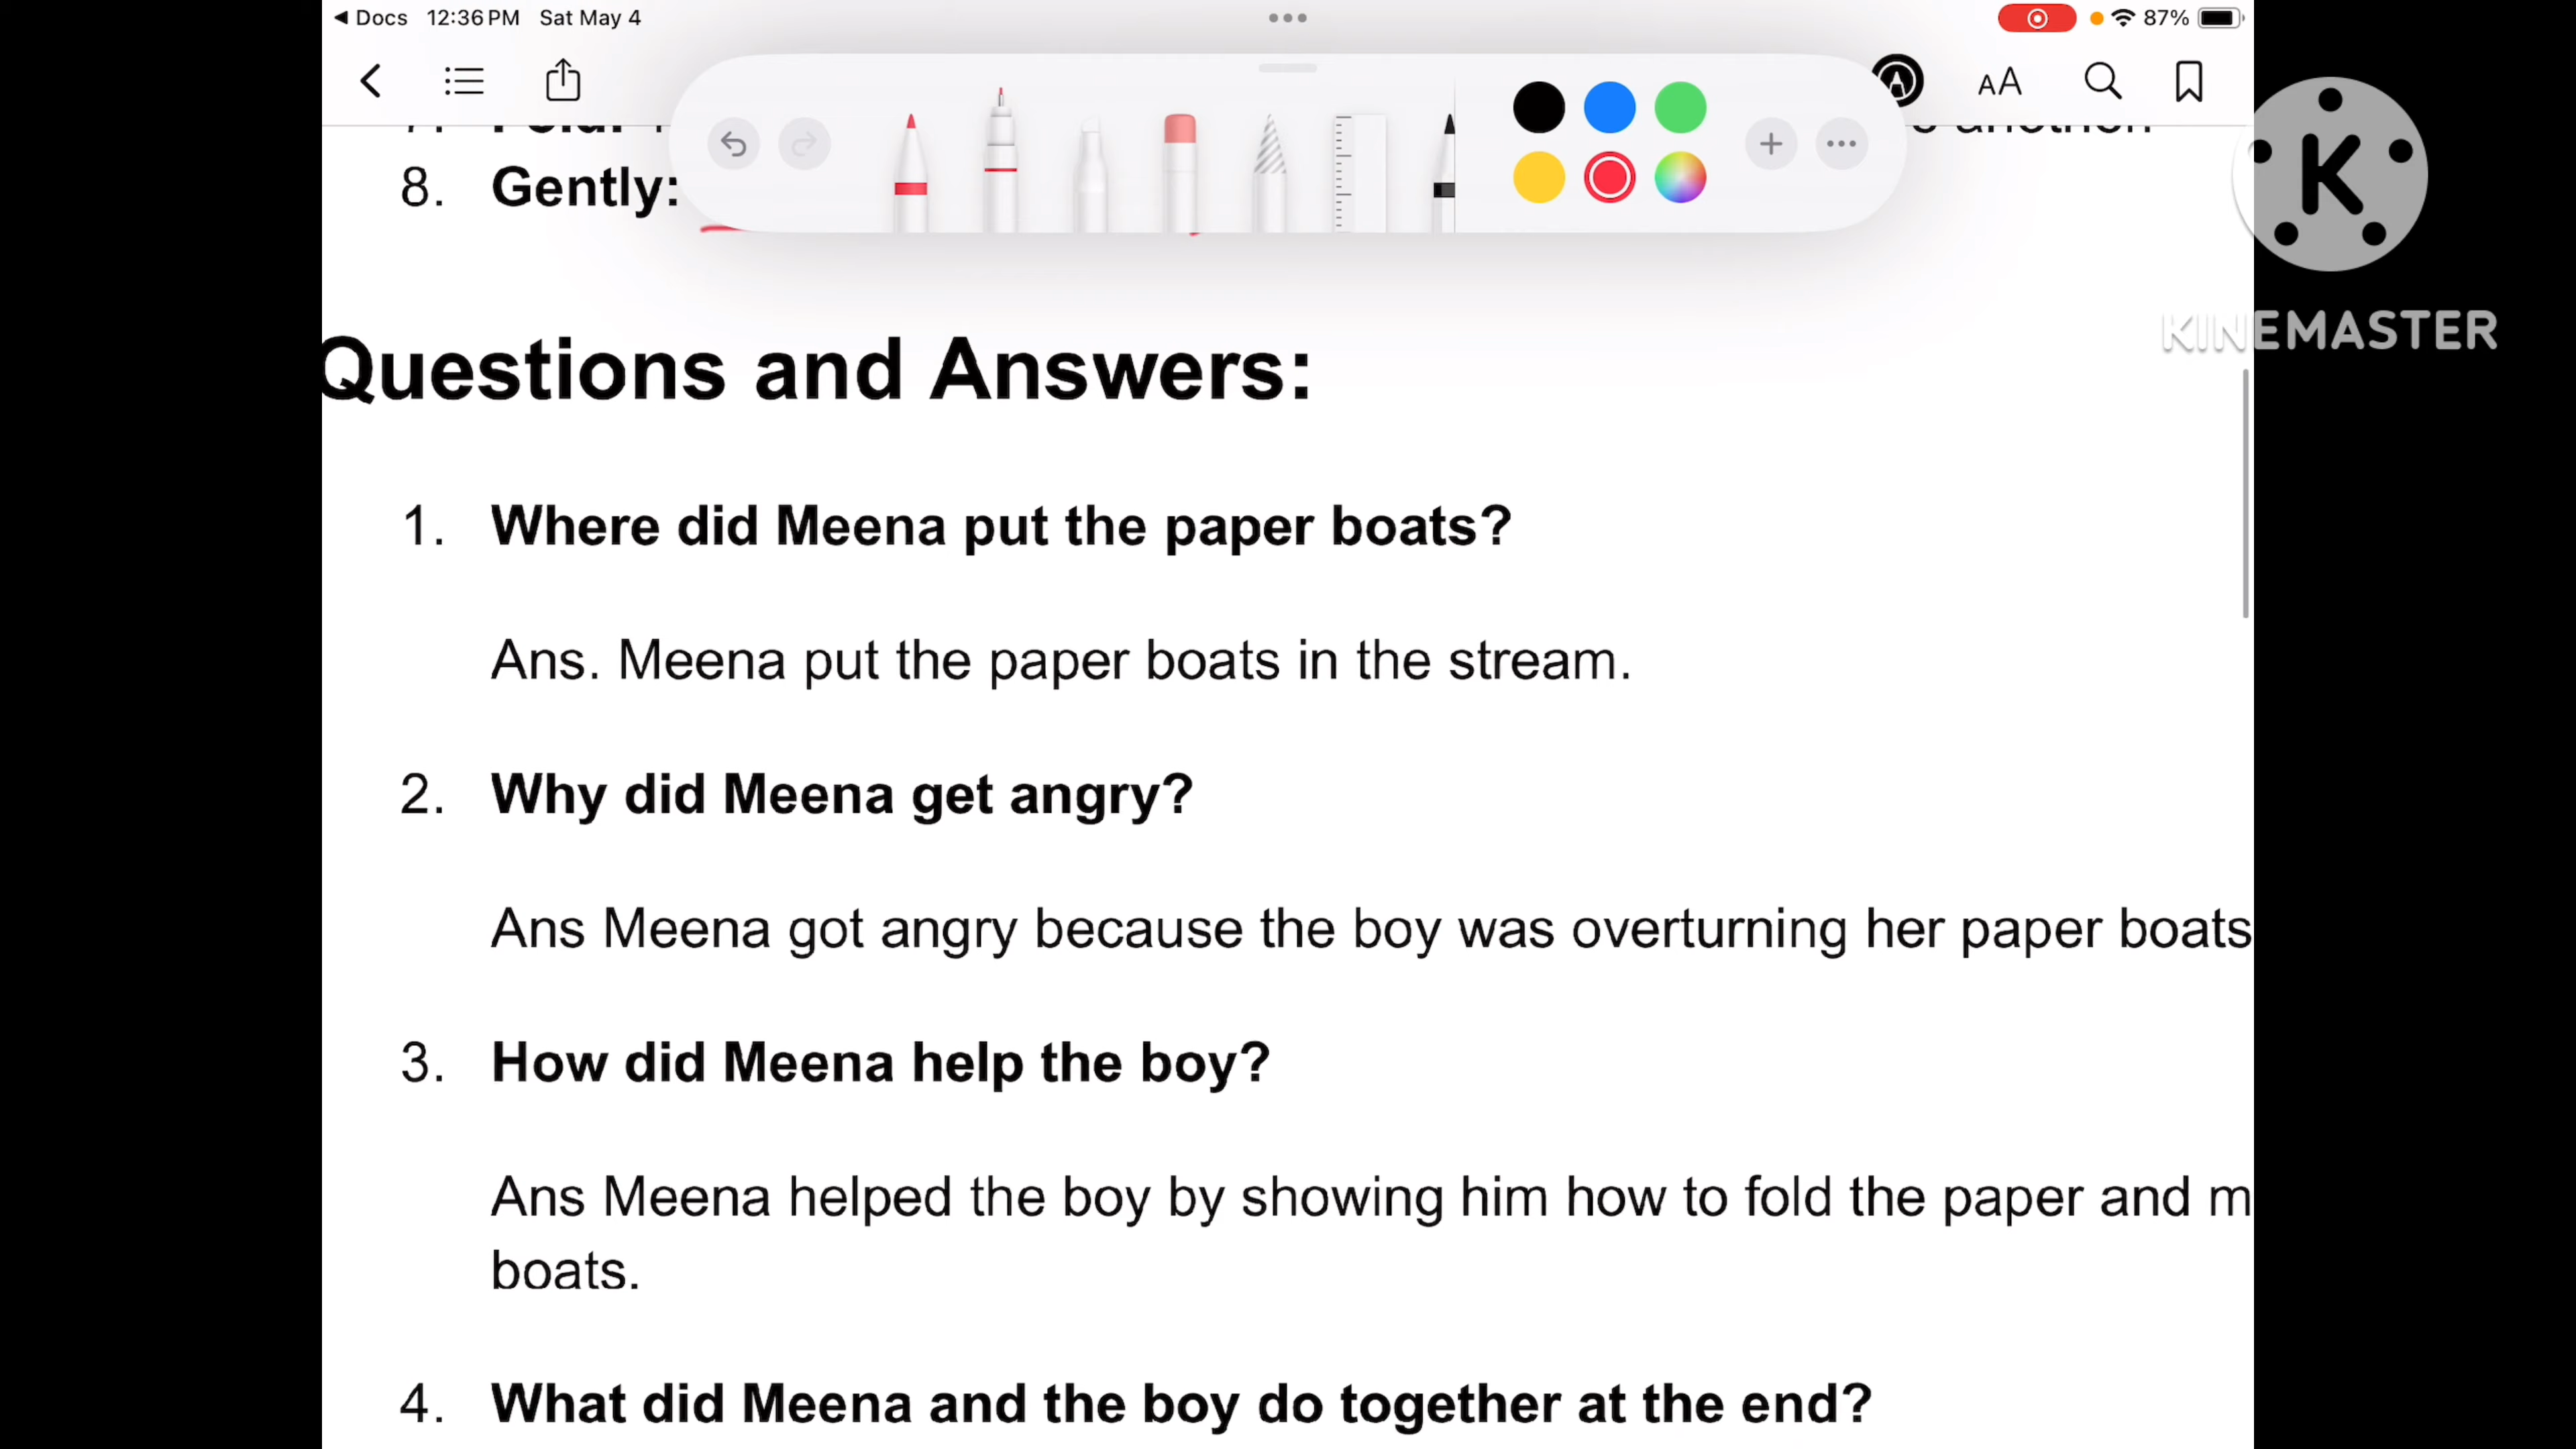 Docs 12:36 PM Sat May 4 87%
AA
8. Gently:
KINEMASTER
Questions and Answers:
1. Where did Meena put the paper boats?
Ans. Meena put the paper boats in the stream.
2. Why did Meena get angry?
Ans Meena got angry because the boy was overturning her paper boats
3. How did Meena help the boy?
Ans Meena helped the boy by showing him how to fold the paper and m
boats.
4. What did Meena and the boy do together at the end?